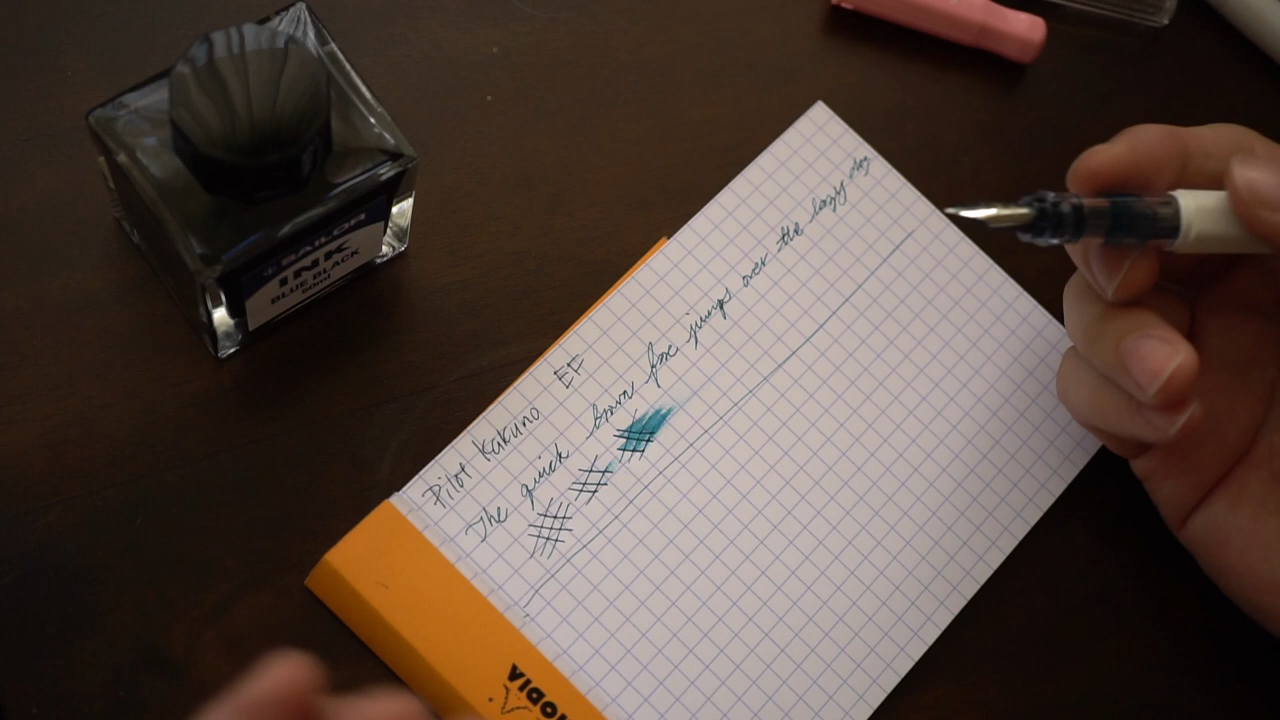 SAILOR
INK
BLUE BLACK
50ml
Pilot Kakuno EF
The quick brown fox jumps over the lazy dog